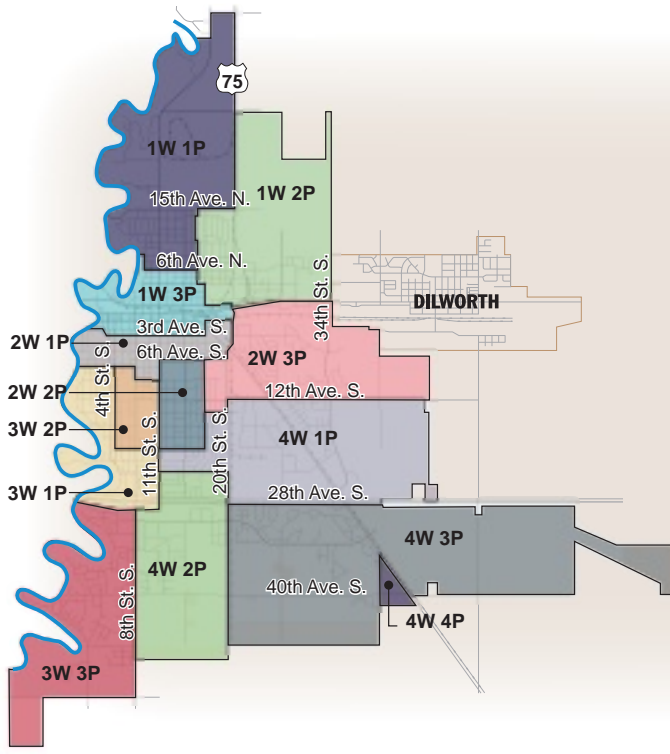 75
1W 1P
15th Ave. N.
1W 2P
6th Ave. N.
1W 3P
34th St. S.
DILWORTH
3rd Ave. S.
2W 1P
6th Ave. S.
2W 3P
4th St. S.
2W 2P
12th Ave. S.
3W 2P
11th St. S.
20th St. S.
4W 1P
3W 1P
28th Ave. S.
4W 3P
4W 2P
40th Ave. S.
8th St. S.
4W 4P
3W 3P